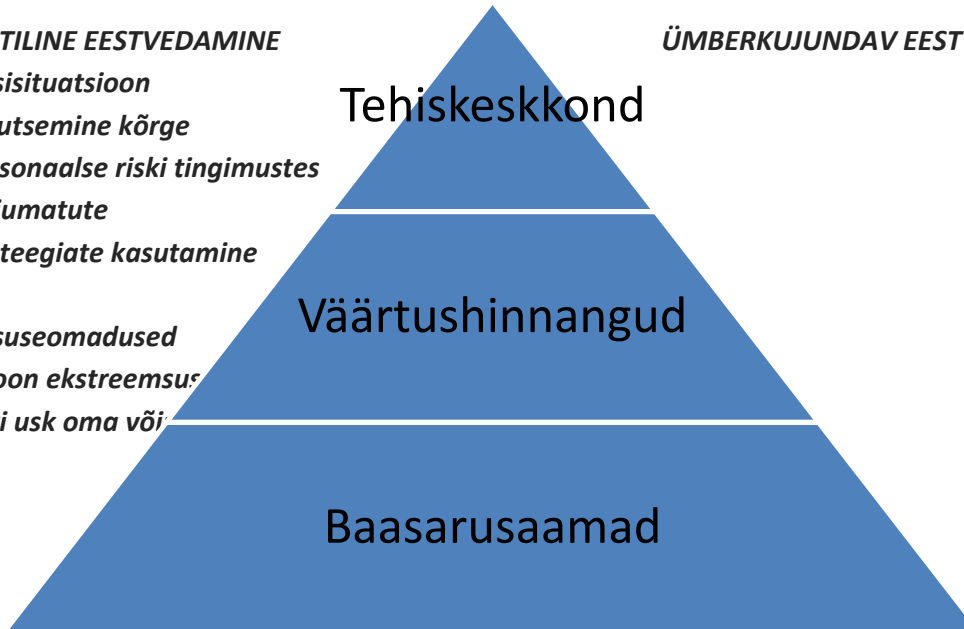 TILINE EESTVEDAMINE
sisituatsioon
utsemine kõrge
sonaalse riski tingimustes
umatute
teegiate kasutamine
suseomadused
oon ekstreemsus
i usk oma või
ÜMBERKUJUNDAV EEST
Tehiskeskkond
Väärtushinnangud
Baasarusaamad